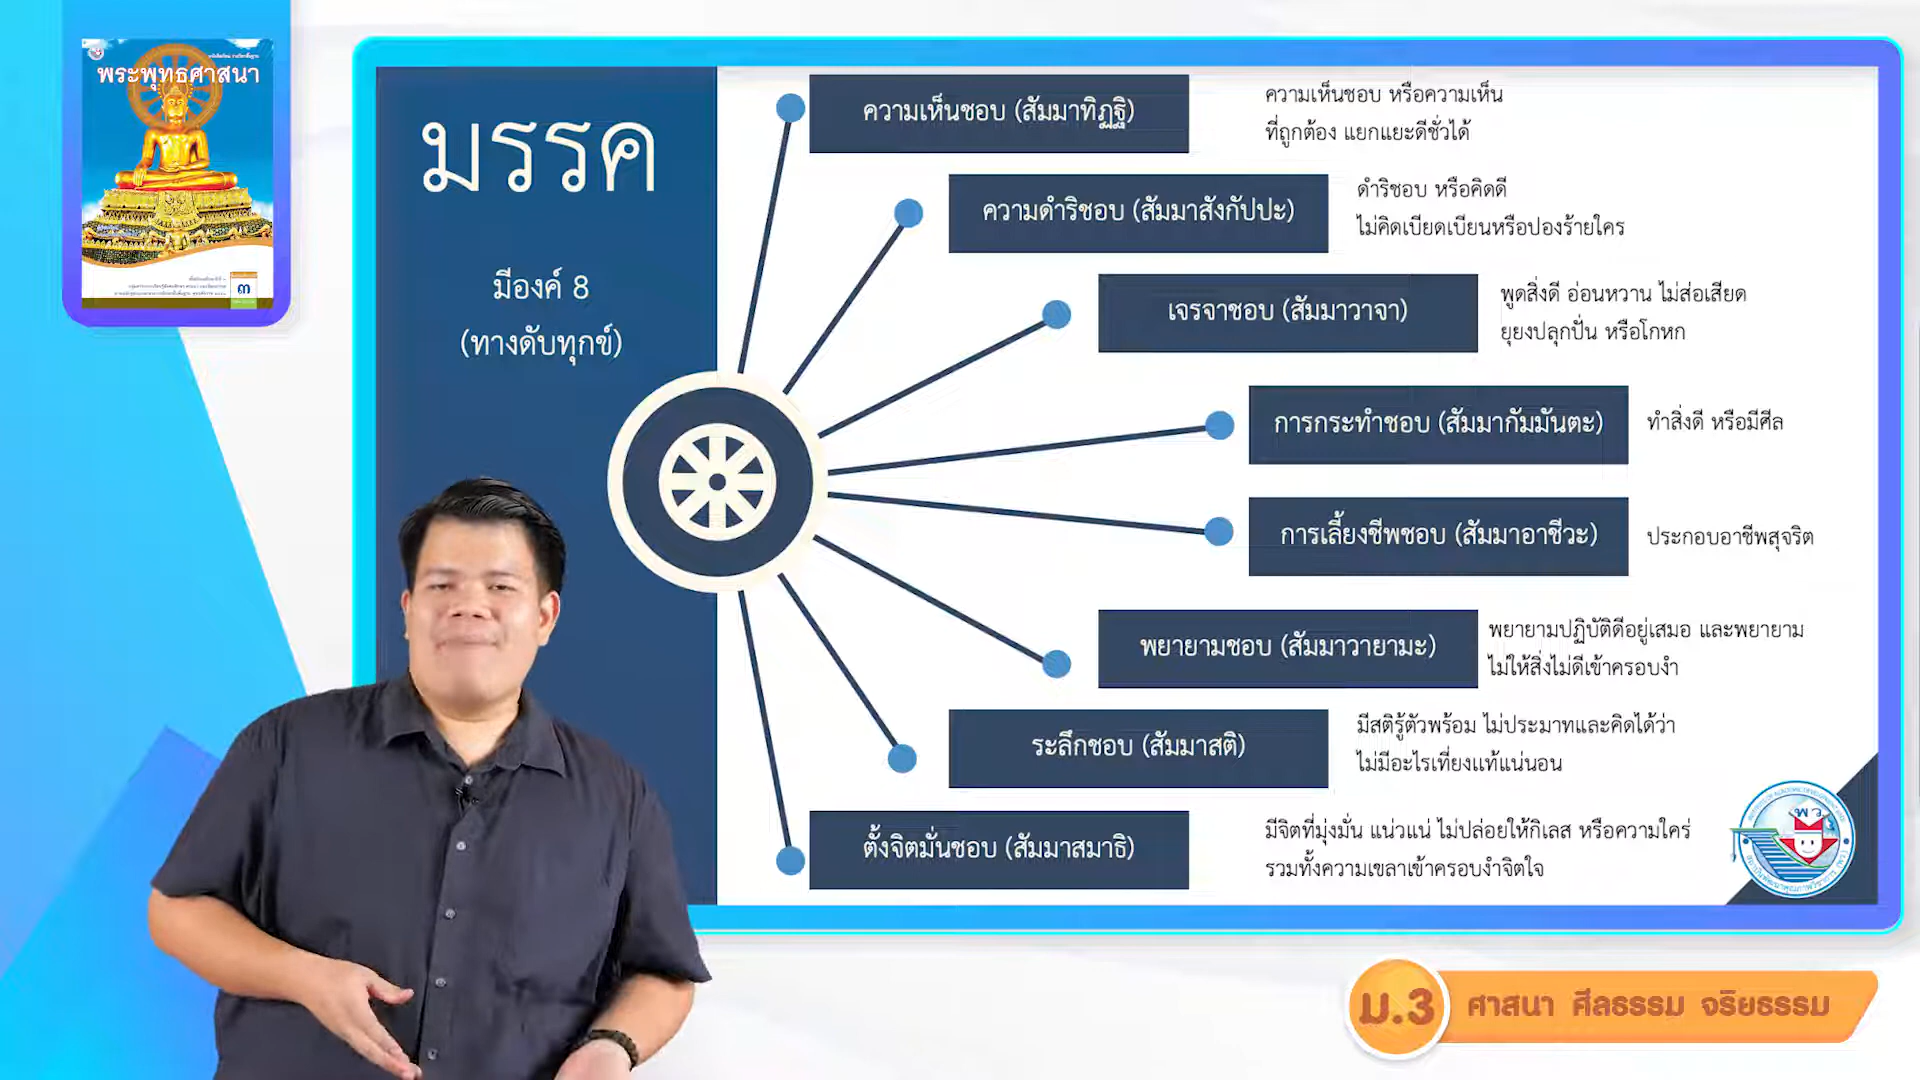 พระพุทธศาสนา
๓
มรรค
มีองค์ 8
(ทางดับทุกข์)
ความเห็นชอบ (สัมมาทิฏฐิ)
ความเห็นชอบ หรือความเห็น
ที่ถูกต้อง แยกแยะดีชั่วได้
ความดำริชอบ (สัมมาสังกัปปะ)
ดำริชอบ หรือคิดดี
ไม่คิดเบียดเบียนหรือปองร้ายใคร
เจรจาชอบ (สัมมาวาจา)
พูดสิ่งดี อ่อนหวาน ไม่ส่อเสียด
ยุยงปลุกปั่น หรือโกหก
การกระทำชอบ (สัมมากัมมันตะ)
ทำสิ่งดี หรือมีศีล
การเลี้ยงชีพชอบ (สัมมาอาชีวะ)
ประกอบอาชีพสุจริต
พยายามชอบ (สัมมาวายามะ)
พยายามปฏิบัติดีอยู่เสมอ และพยายาม
ไม่ให้สิ่งไม่ดีเข้าครอบงำ
ระลึกชอบ (สัมมาสติ)
มีสติรู้ตัวพร้อม ไม่ประมาทและคิดได้ว่า
ไม่มีอะไรเที่ยงแท้แน่นอน
ตั้งจิตมั่นชอบ (สัมมาสมาธิ)
มีจิตที่มุ่งมั่น แน่วแน่ ไม่ปล่อยให้กิเลส หรือความใคร่
รวมทั้งความเขลาเข้าครอบงำจิตใจ
พว
ม.3 ศาสนา ศีลธรรม จริยธรรม